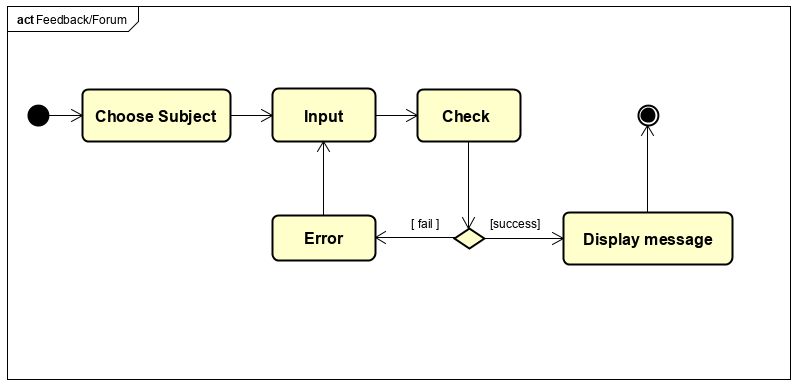 act Feedback/Forum
Choose Subject
Input
Check
Error
[ fail ]
[success]
Display message